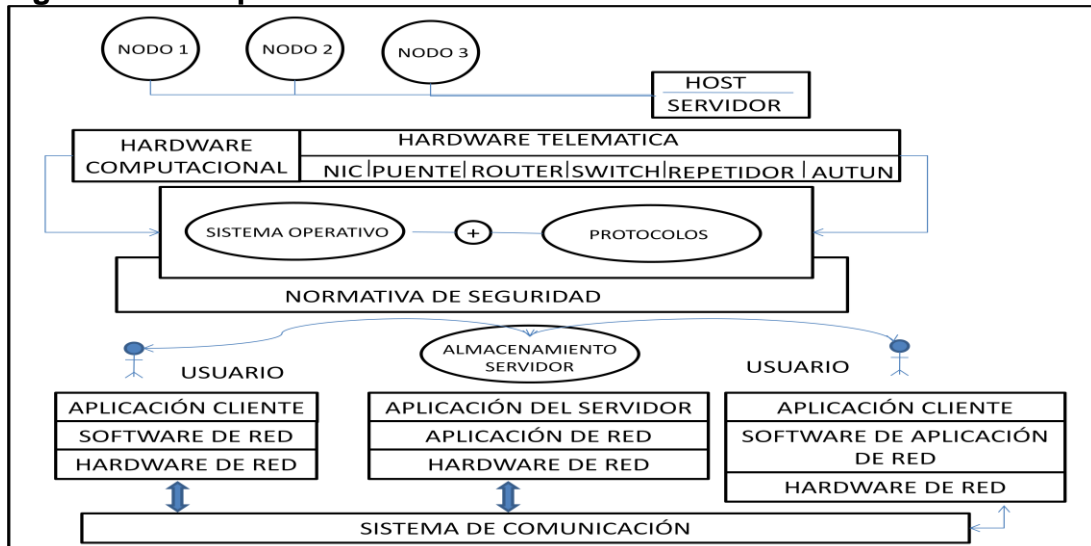 NODO 1
NODO 2
NODO 3
HOST
SERVIDOR
HARDWARE
COMPUTACIONAL
HARDWARE TELEMATICA
NIC|PUENTE|ROUTER|SWITCH|REPETIDOR |AUTUN
SISTEMA OPERATIVO
+
PROTOCOLOS
NORMATIVA DE SEGURIDAD
USUARIO
ALMACENAMIENTO
SERVIDOR
USUARIO
APLICACIÓN CLIENTE
SOFTWARE DE RED
HARDWARE DE RED
APLICACIÓN DEL SERVIDOR
APLICACIÓN DE RED
HARDWARE DE RED
APLICACIÓN CLIENTE
SOFTWARE DE APLICACIÓN
DE RED
HARDWARE DE RED
SISTEMA DE COMUNICACIÓN